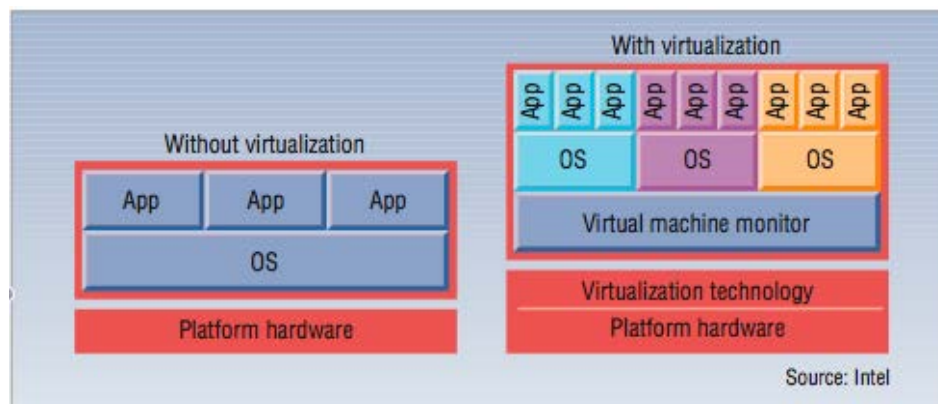 Without virtualization
App App App
OS
Platform hardware
With virtualization
App App App App App App App App App
OS OS OS
Virtual machine monitor
Virtualization technology
Platform hardware
Source: Intel